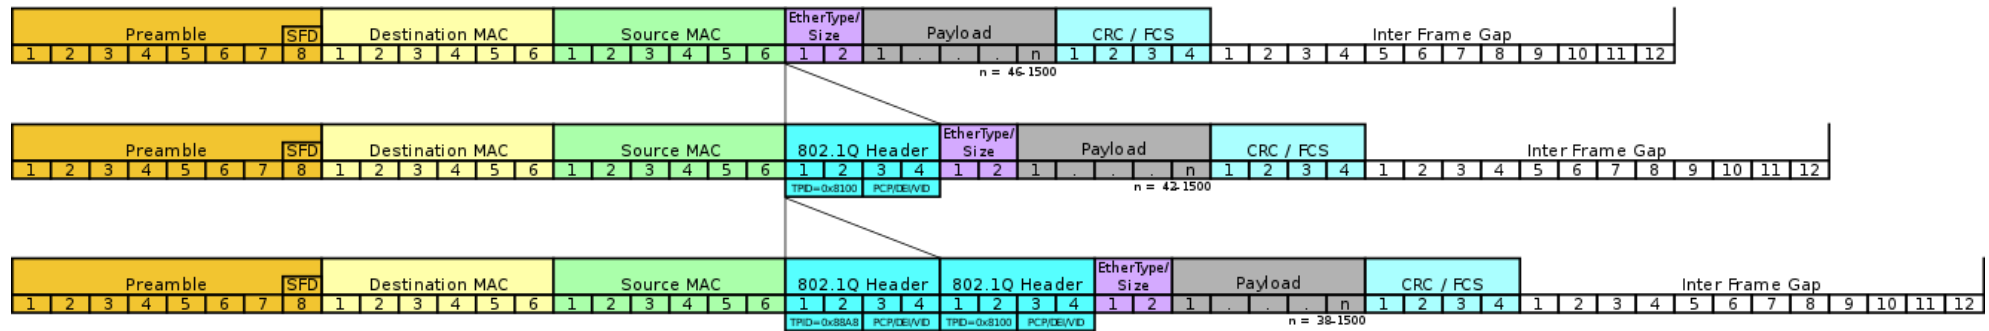 EtherType/
Preamble SFD Destination MAC Source MAC Size Payload CRC / FCS Inter Frame Gap
1 2 3 4 5 6 7 8 1 2 3 4 5 6 1 2 3 4 5 6 1 2 1 . . . n 1 2 3 4 1 2 3 4 5 6 7 8 9 10 11 12
n = 46-1500
EtherType/
Preamble SFD Destination MAC Source MAC 802.1Q Header Size Payload CRC / FCS Inter Frame Gap
1 2 3 4 5 6 7 8 1 2 3 4 5 6 1 2 3 4 5 6 1 2 3 4 1 2 1 . . . n 1 2 3 4 1 2 3 4 5 6 7 8 9 10 11 12
TPID=0x8100 PCP/DEI/VID n = 42-1500
EtherType/
Preamble SFD Destination MAC Source MAC 802.1Q Header 802.1Q Header Size Payload CRC / FCS Inter Frame Gap
1 2 3 4 5 6 7 8 1 2 3 4 5 6 1 2 3 4 5 6 1 2 3 4 1 2 3 4 1 2 1 . . . n 1 2 3 4 1 2 3 4 5 6 7 8 9 10 11 12
TPID=0x88A8 PCP/DEI/VID TPID=0x8100 PCP/DEI/VID n = 38-1500